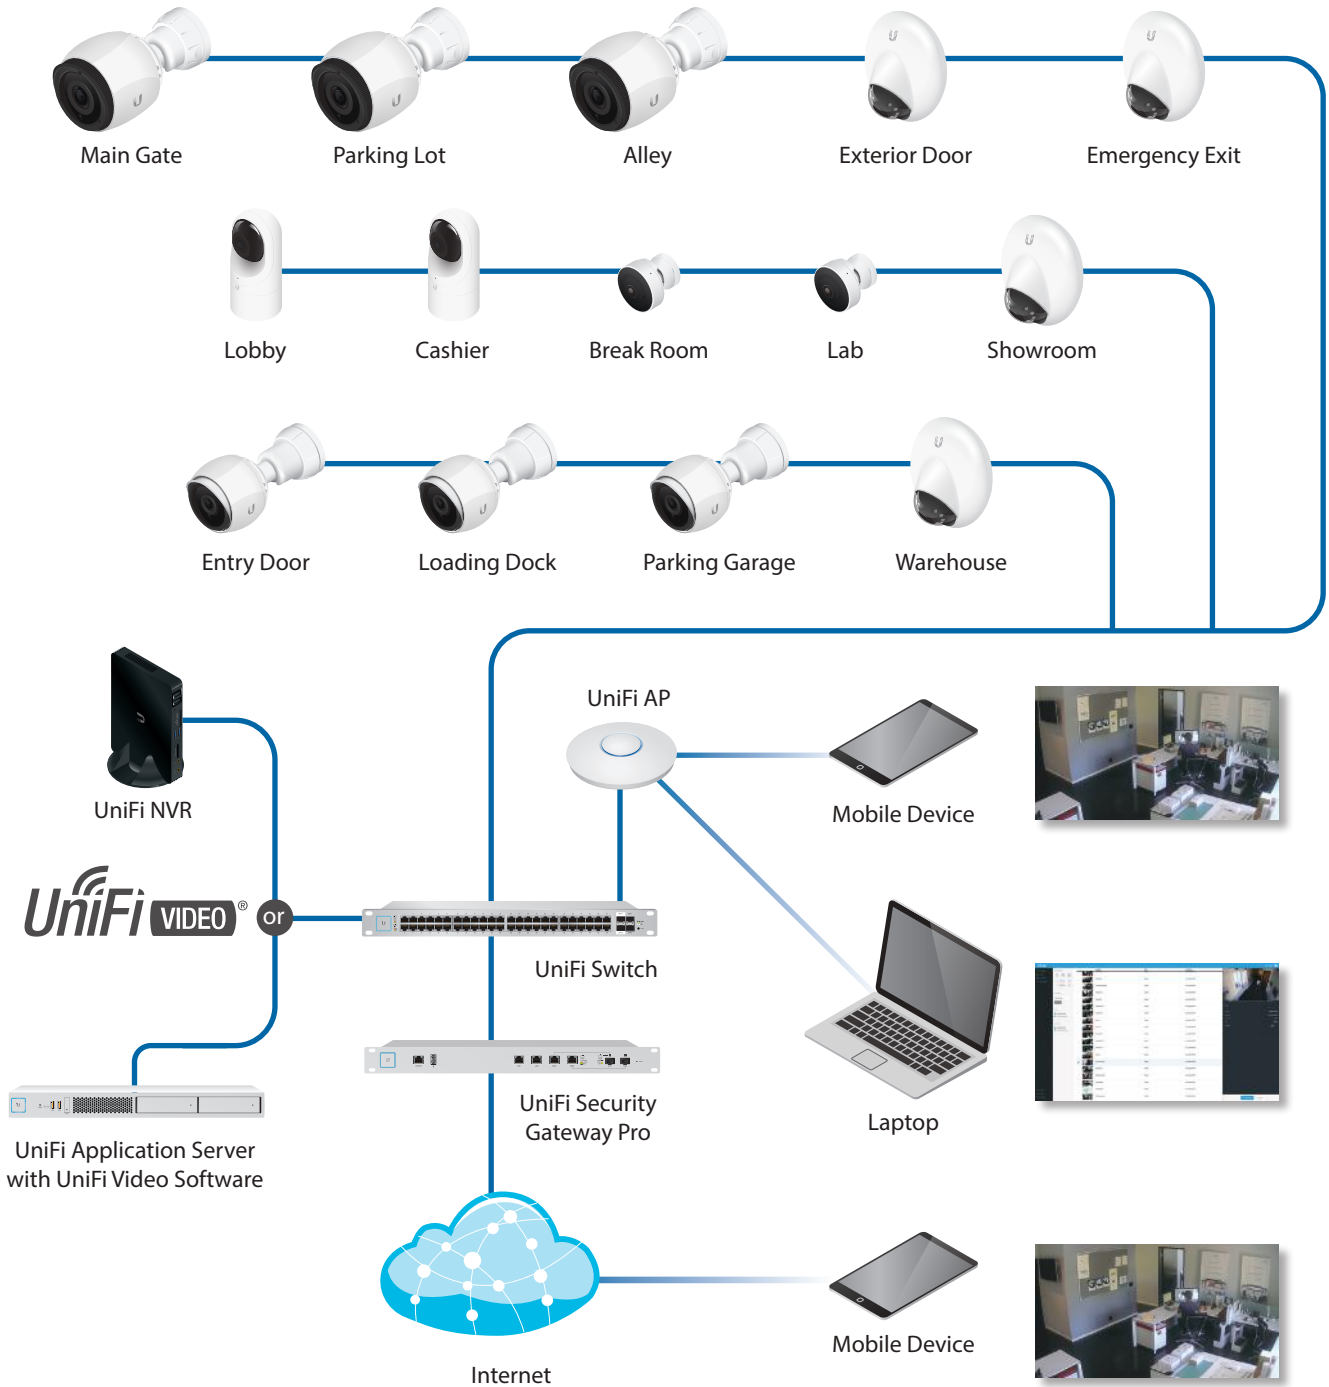 Main Gate
Parking Lot
Alley
Exterior Door
Emergency Exit
Lobby
Cashier
Break Room
Lab
Showroom
Entry Door
Loading Dock
Parking Garage
Warehouse
UniFi AP
UniFi NVR
Mobile Device
UniFi VIDEO ®
or
UniFi Switch
UniFi Security
Gateway Pro
Laptop
UniFi Application Server
with UniFi Video Software
Mobile Device
Internet